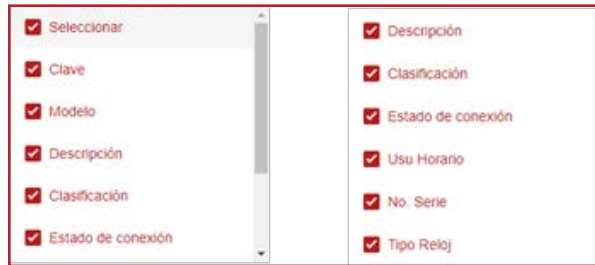 Seleccionar
Clave
Modelo
Descripción
Clasificación
Estado de conexión
Descripción
Clasificación
Estado de conexión
Usu Horario
No. Serie
Tipo Reloj